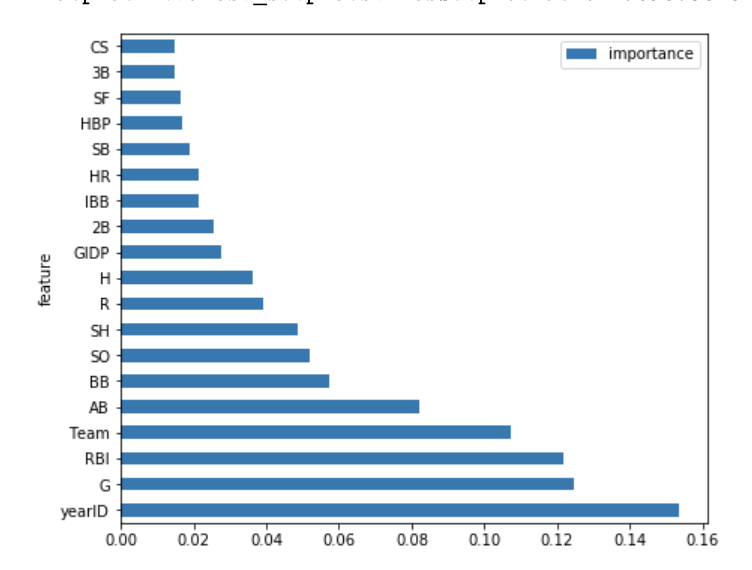 importance
CS
3B
SF
HBP
SB
HR
IBB
2B
GIDP
H
R
SH
SO
BB
AB
Team
RBI
G
yearID
feature
0.00 0.02 0.04 0.06 0.08 0.10 0.12 0.14 0.16